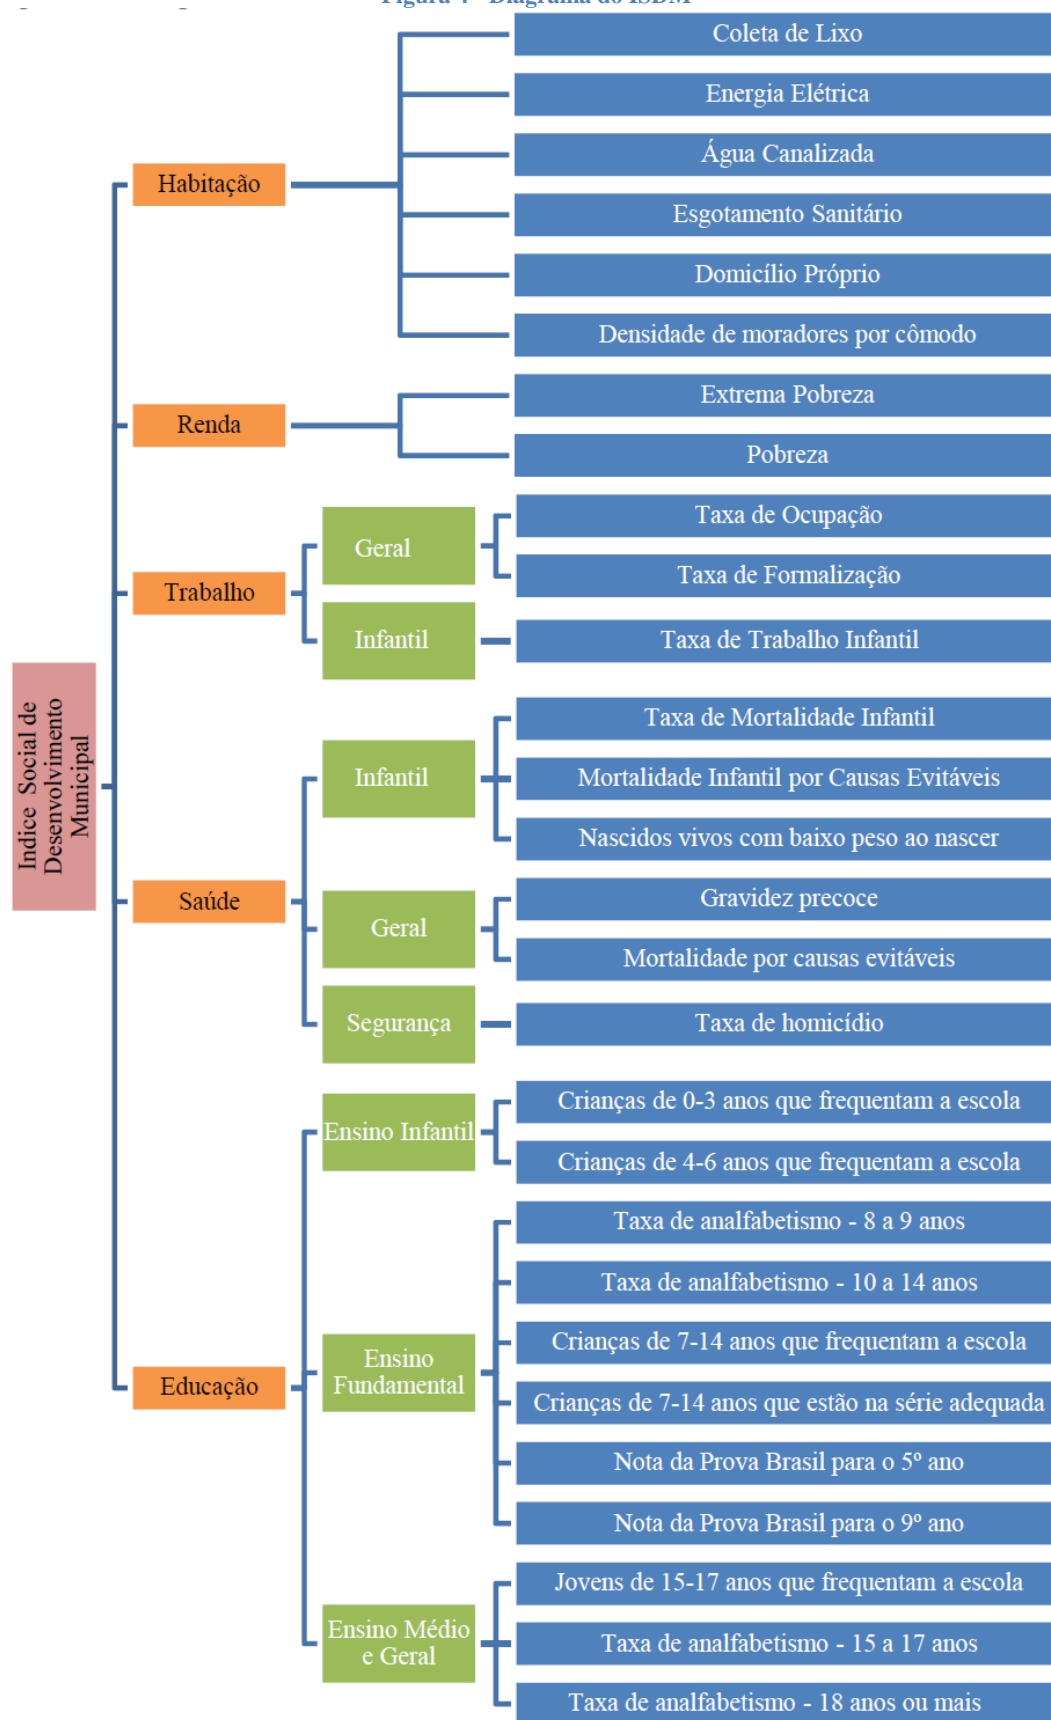 Figura 4 - Diagrama do ISDM
Coleta de Lixo
Energia Elétrica
Água Canalizada
Habitação
Esgotamento Sanitário
Domicílio Próprio
Densidade de moradores por cômodo
Extrema Pobreza
Renda
Pobreza
Taxa de Ocupação
Geral
Taxa de Formalização
Trabalho
Infantil
Taxa de Trabalho Infantil
Indice Social de
Desenvolvimento
Municipal
Taxa de Mortalidade Infantil
Infantil
Mortalidade Infantil por Causas Evitáveis
Nascidos vivos com baixo peso ao nascer
Saúde
Gravidez precoce
Geral
Mortalidade por causas evitáveis
Segurança
Taxa de homicídio
Crianças de 0-3 anos que frequentam a escola
Ensino Infantil
Crianças de 4-6 anos que frequentam a escola
Taxa de analfabetismo - 8 a 9 anos
Taxa de analfabetismo - 10 a 14 anos
Crianças de 7-14 anos que frequentam a escola
Ensino
Fundamental
Educação
Crianças de 7-14 anos que estão na série adequada
Nota da Prova Brasil para o 5º ano
Nota da Prova Brasil para o 9º ano
Jovens de 15-17 anos que frequentam a escola
Ensino Médio
e Geral
Taxa de analfabetismo - 15 a 17 anos
Taxa de analfabetismo - 18 anos ou mais